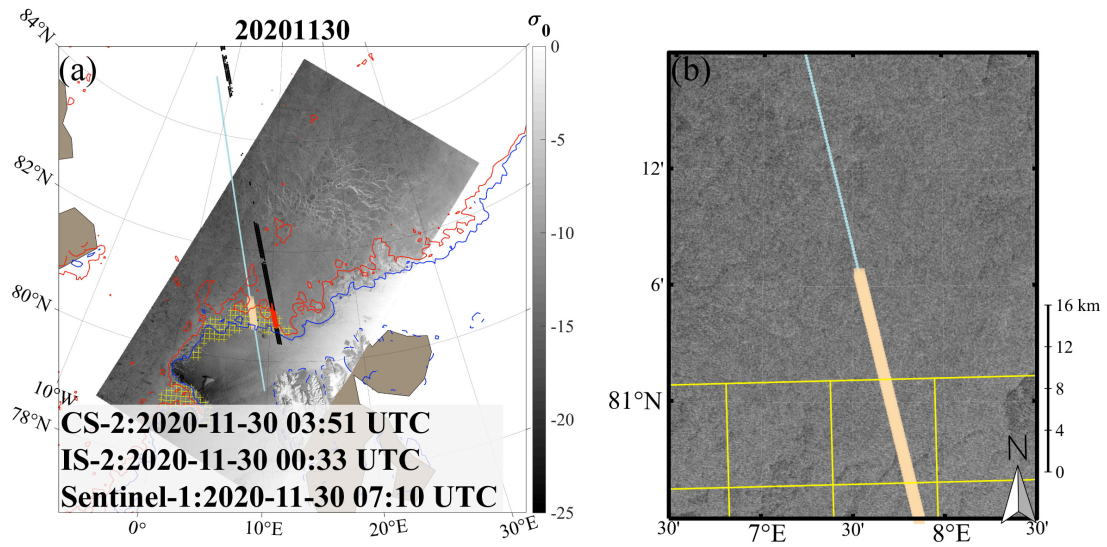 20201130
σ0
(a)
84°N
82°N
80°N
10°W
78°N
0°
10°E
20°E
30°E
0
-5
-10
-15
-20
-25
CS-2:2020-11-30 03:51 UTC
IS-2:2020-11-30 00:33 UTC
Sentinel-1:2020-11-30 07:10 UTC
(b)
12'
6'
81°N
30'
7°E
30'
8°E
30'
16 km
12
8
4
0
N